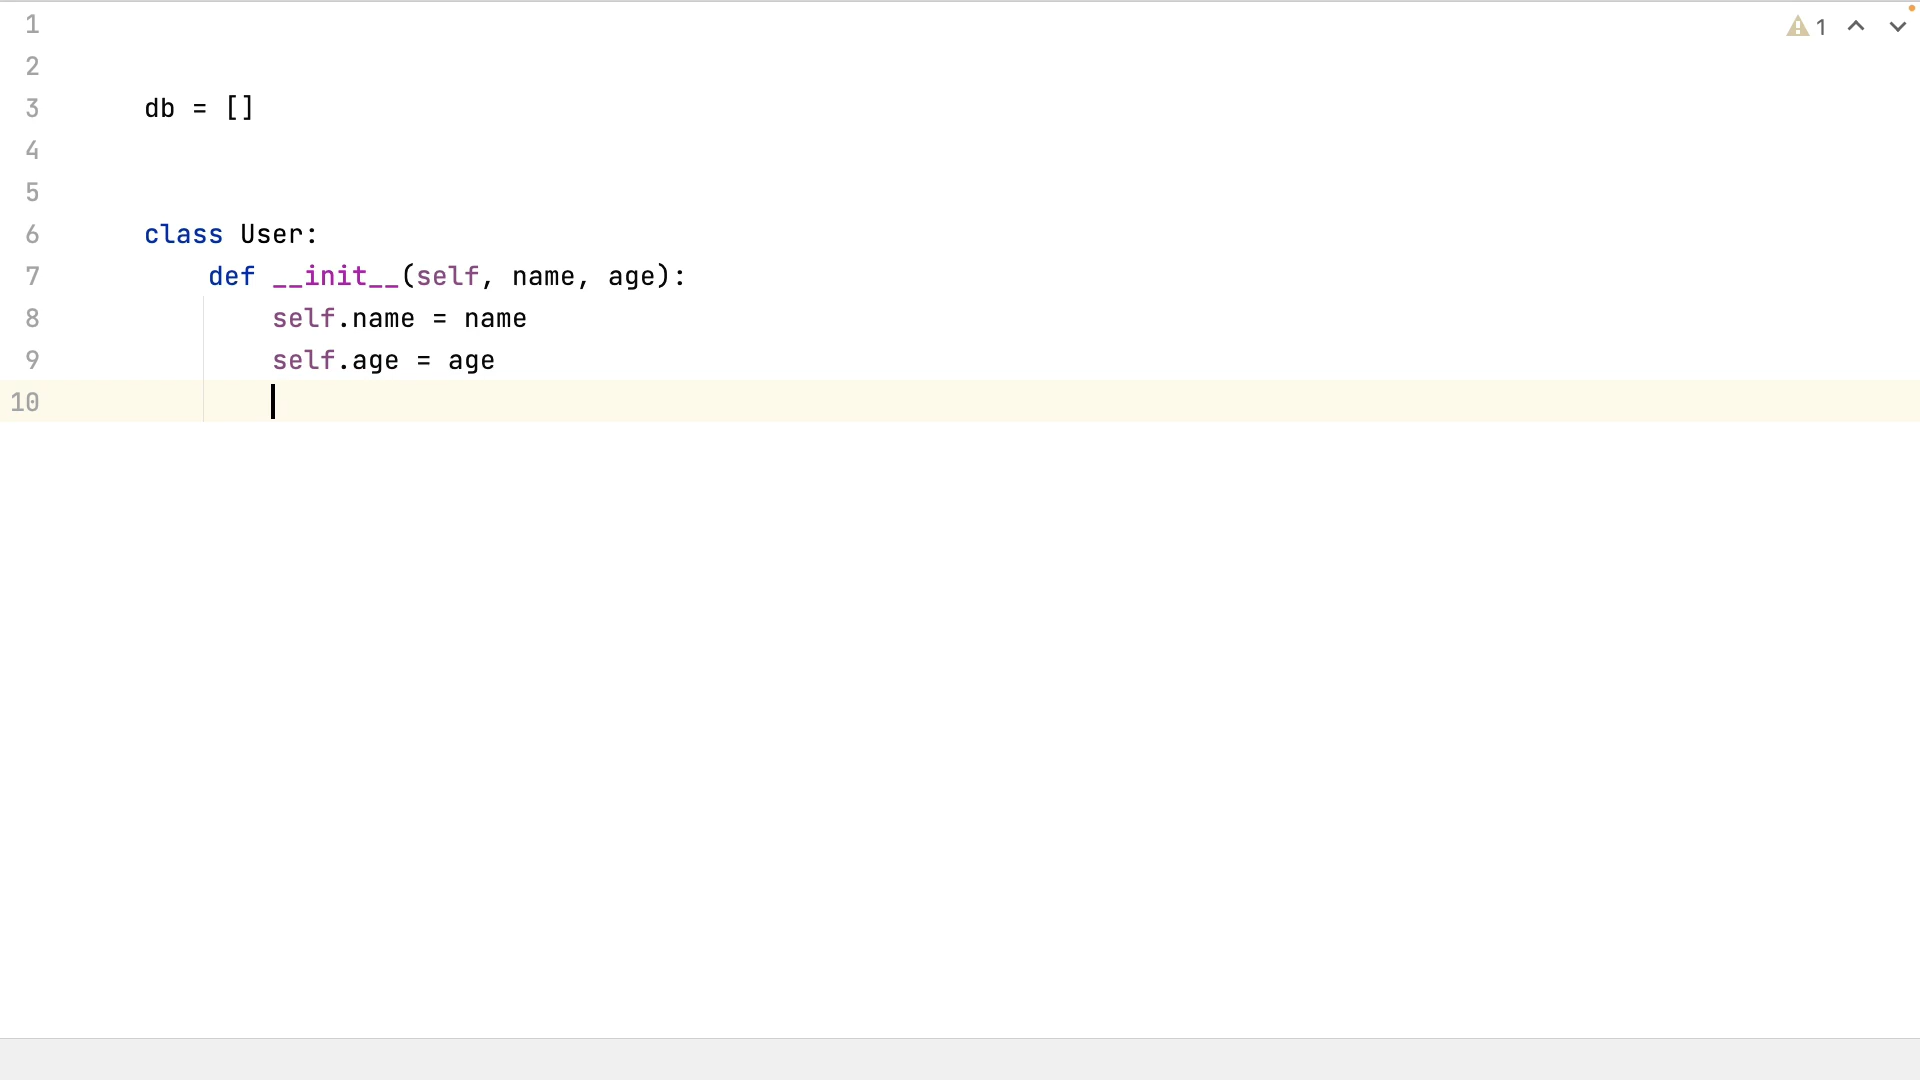 1
1
2
3 db = []
4
5
6 class User:
7 def __init__(self, name, age):
8 self.name = name
9 self.age = age
10